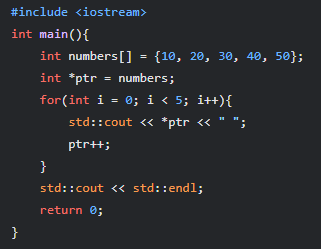 #include <iostream>
int main(){
    int numbers[] = {10, 20, 30, 40, 50};
    int *ptr = numbers;
    for(int i = 0; i < 5; i++){
        std::cout << *ptr << " ";
        ptr++;
    }
    std::cout << std::endl;
    return 0;
}